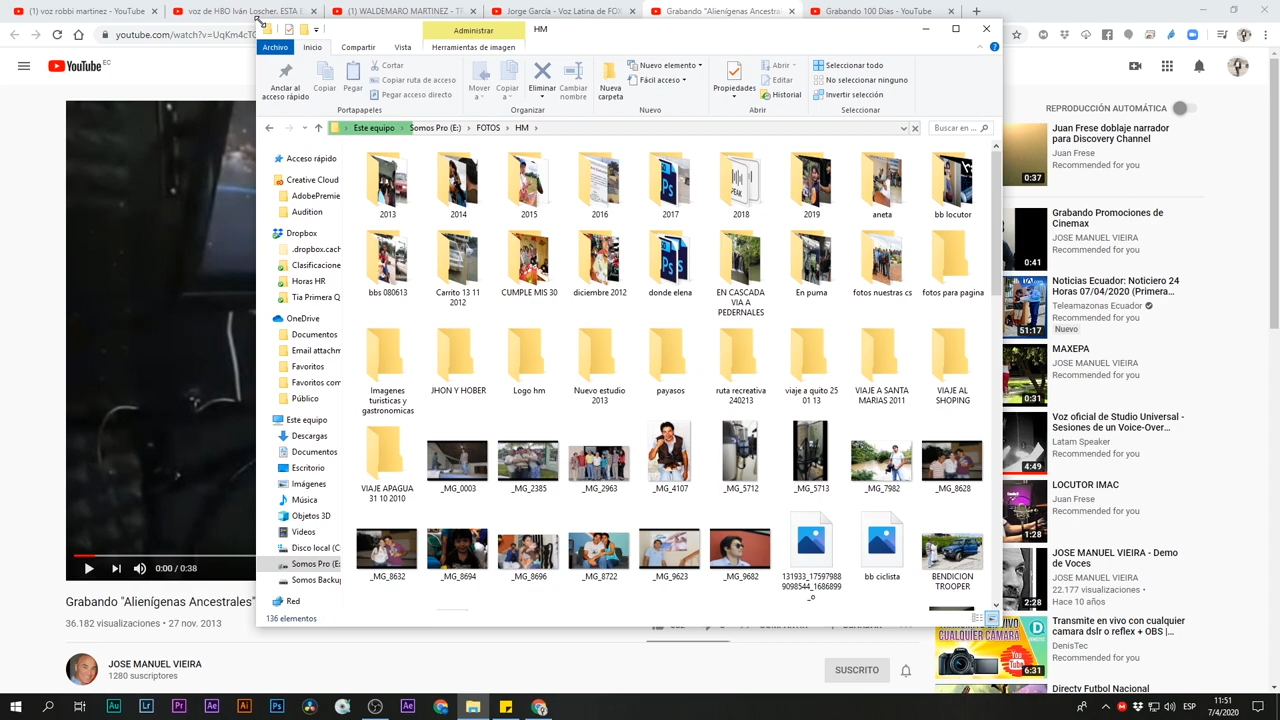 (2) YouTube
voz de HBO Iván Loscher. ESTÁ E
(1) WALDEMARO MARTINEZ - TR
Jorge García - Voz Latina de FOX
Grabando "Alienígenas Ancestrale
Grabando 100 Días - YouTube
youtube.com/watch?v=UqKm4cTG
Administrar
HM
Archivo
Inicio
Compartir
Vista
Herramientas de imagen
Anclar al acceso rápido
Copiar
Pegar
Cortar
Copiar ruta de acceso
Pegar acceso directo
Portapapeles
Mover a
Copiar a
Eliminar
Cambiar nombre
Organizar
Nueva carpeta
Nuevo elemento
Fácil acceso
Nuevo
Propiedades
Abrir
Editar
Historial
Abrir
Seleccionar todo
No seleccionar ninguno
Invertir selección
Seleccionar
Este equipo > Somos Pro (E:) > FOTOS > HM >
Buscar en ...
YouTube EC
Acceso rápido
Creative Cloud
AdobePremie
Audition
Dropbox
.dropbox.cach
Clasificacione
Horas HM
Tia Primera Q
OneDrive
Documentos
Email attachm
Favoritos
Favoritos com
Público
Este equipo
Descargas
Documentos
Escritorio
Imágenes
Música
Objetos 3D
Videos
Disco local (C
Somos Pro (E:
Somos Backup
Red
136 elementos
2013
2014
2015
2016
2017
2018
2019
aneta
bb locutor
bbs 080613
Carrito 13 11
2012
CUMPLE MIS 30
diciembre 2012
donde elena
EN CASCADA
VIA A
PEDERNALES
En puma
fotos nuestras cs
fotos para pagina
Imagenes
turisticas y
gastronomicas
JHON Y HOBER
Logo hm
Nuevo estudio
2013
payasos
ruta recreativa
240213
viaje a quito 25
01 13
VIAJE A SANTA
MARIAS 2011
VIAJE AL
SHOPING
VIAJE APAGUA
31 10 2010
_MG_0003
_MG_2385
_MG_2963
_MG_4107
_MG_5712
_MG_5713
_MG_7982
_MG_8628
_MG_8632
_MG_8694
_MG_8696
_MG_8722
_MG_9623
_MG_9682
131933_17597988
9098544_1686899
_o
bb ciclista
BENDICION
TROOPER
REPRODUCCIÓN AUTOMÁTICA
Juan Frese doblaje narrador
para Discovery Channel
Juan Frese
Recommended for you
0:37
Grabando Promociones de
Cinemax
JOSE MANUEL VIEIRA
Recommended for you
0:41
Noticias Ecuador: Noticiero 24
Horas 07/04/2020 (Primera...
Teleamazonas Ecuador
Recommended for you
Nuevo
51:17
MAXEPA
JOSE MANUEL VIEIRA
Recommended for you
0:31
Voz oficial de Studio Universal -
Sesiones de un Voice-Over...
Latam Speaker
Recommended for you
4:49
LOCUTOR IMAC
Juan Frese
Recommended for you
1:28
JOSE MANUEL VIEIRA - Demo
de Voces
JOSE MANUEL VIEIRA
22.177 visualizaciones •
Hace 10 años
2:28
Transmite en vivo con cualquier
camara dslr o reflex + OBS |...
DenisTec
Recommended for you
6:31
Directv Futbol Nacional
0:00 / 0:38
Grabando "Alienígenas Ancestrales"
36.182 visualizaciones • 27 nov. 2013
JOSE MANUEL VIEIRA
1280 suscriptores
SUSCRITO
ESP
11:51
7/4/2020